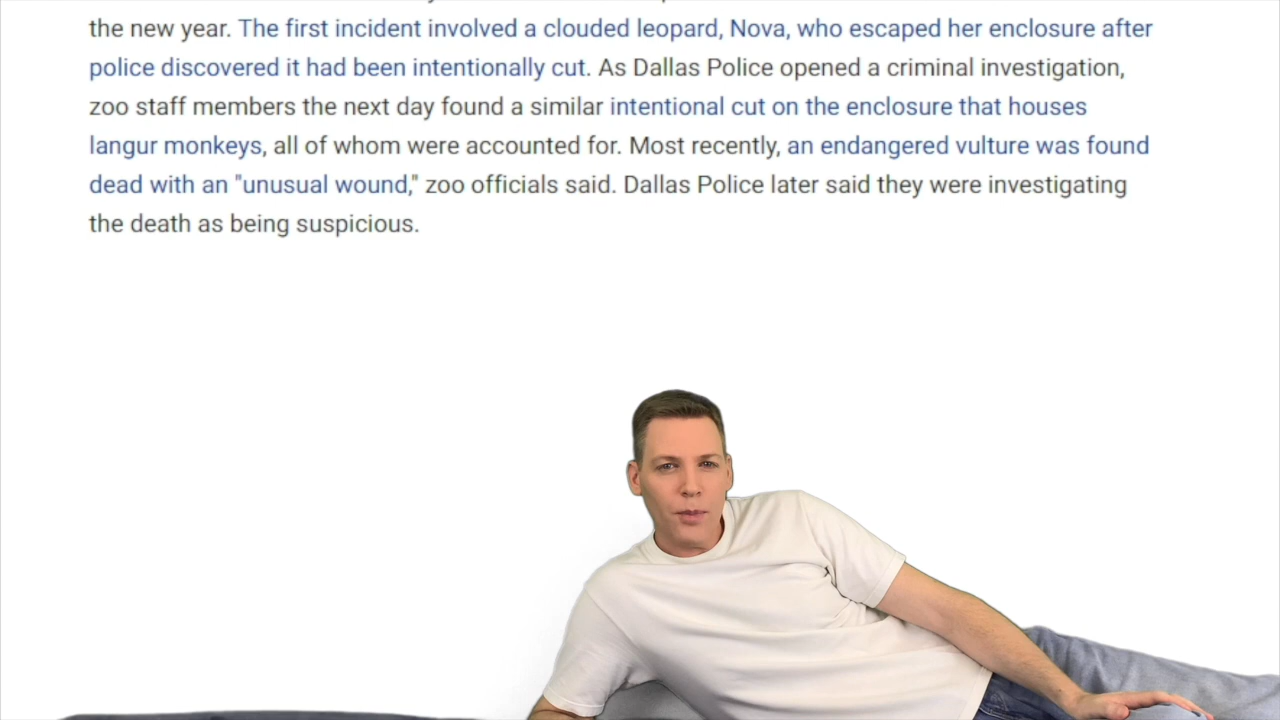 the new year. The first incident involved a clouded leopard, Nova, who escaped her enclosure after
police discovered it had been intentionally cut. As Dallas Police opened a criminal investigation,
zoo staff members the next day found a similar intentional cut on the enclosure that houses
langur monkeys, all of whom were accounted for. Most recently, an endangered vulture was found
dead with an "unusual wound," zoo officials said. Dallas Police later said they were investigating
the death as being suspicious.